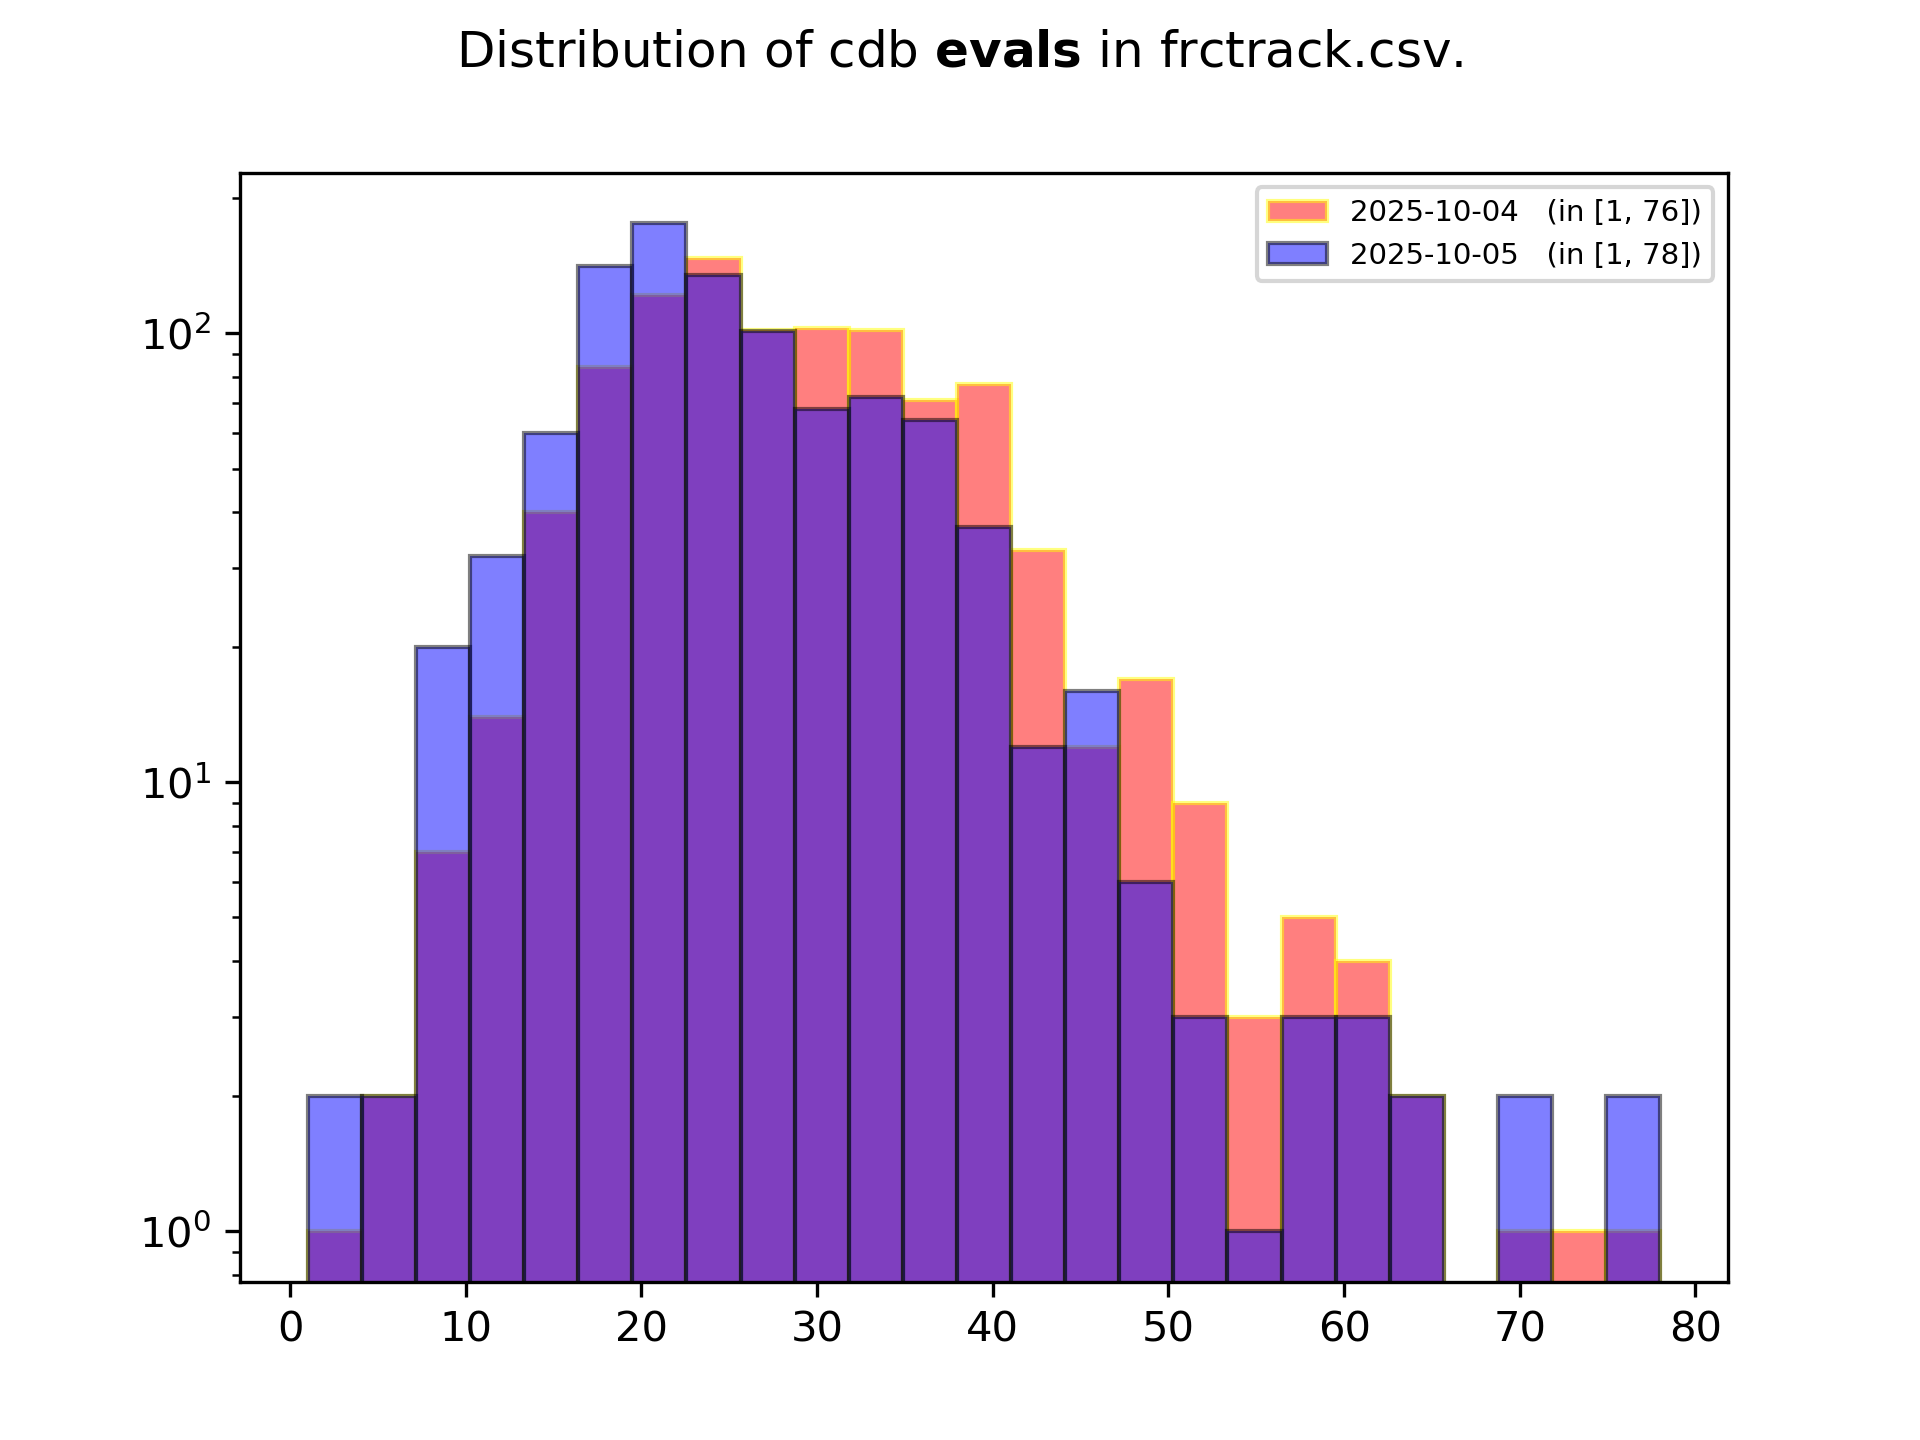 Distribution of cdb evals in frctrack.csv.
2025-10-04 (in [1, 76])
2025-10-05 (in [1, 78])
10²
10¹
10⁰
0 10 20 30 40 50 60 70 80